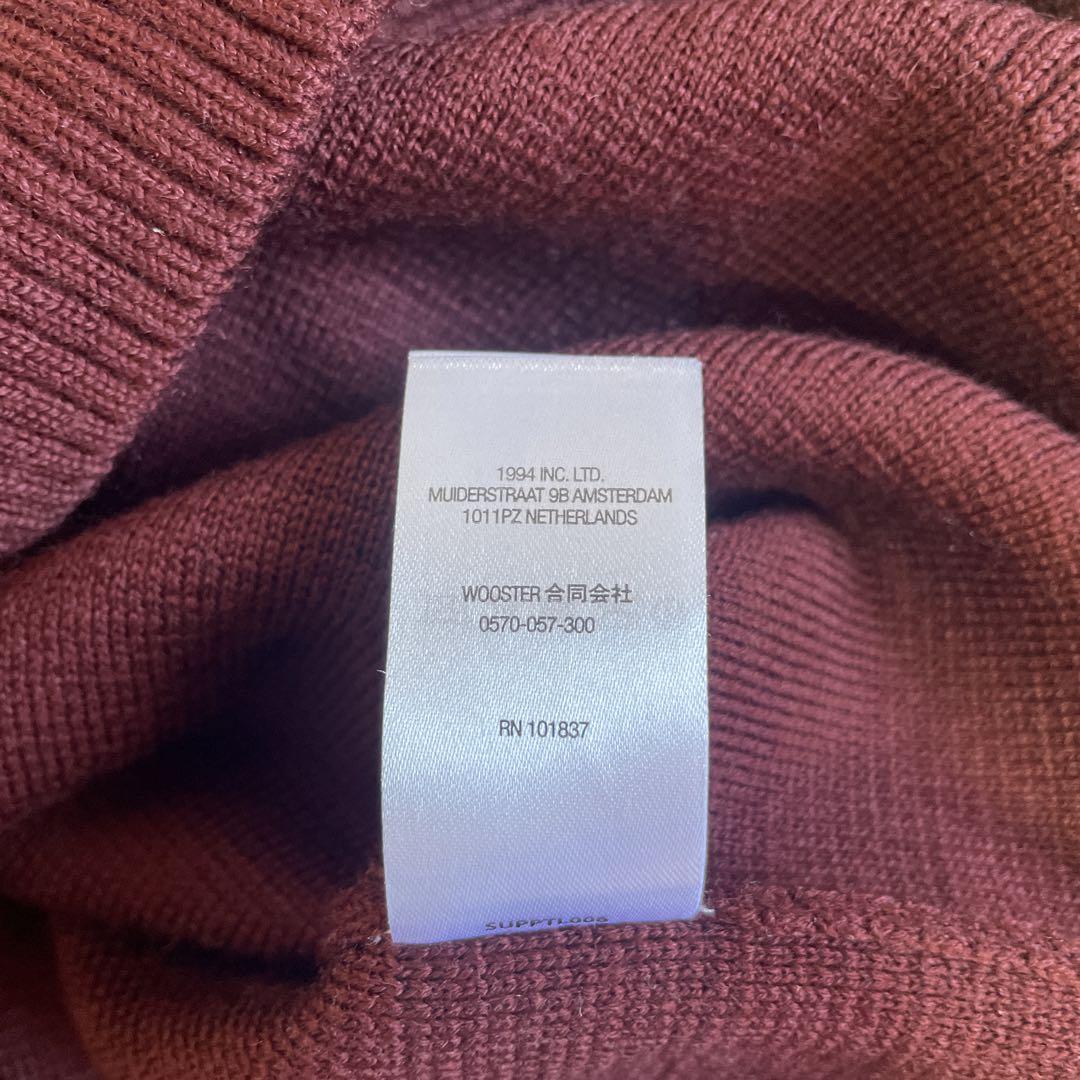 1994 INC. LTD.
MUIDERSTRAAT 9B AMSTERDAM
1011PZ NETHERLANDS
WOOSTER 合同会社
0570-057-300
RN 101837